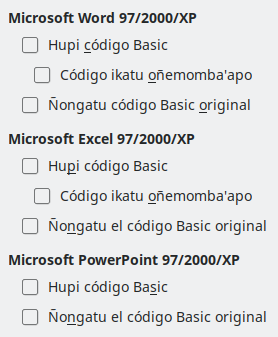 Microsoft Word 97/2000/XP
Hupi código Basic
Código ikatu oñemomba'apo
Ñongatu código Basic original
Microsoft Excel 97/2000/XP
Hupi código Basic
Código ikatu oñemomba'apo
Ñongatu el código Basic original
Microsoft PowerPoint 97/2000/XP
Hupi código Basic
Ñongatu el código Basic original